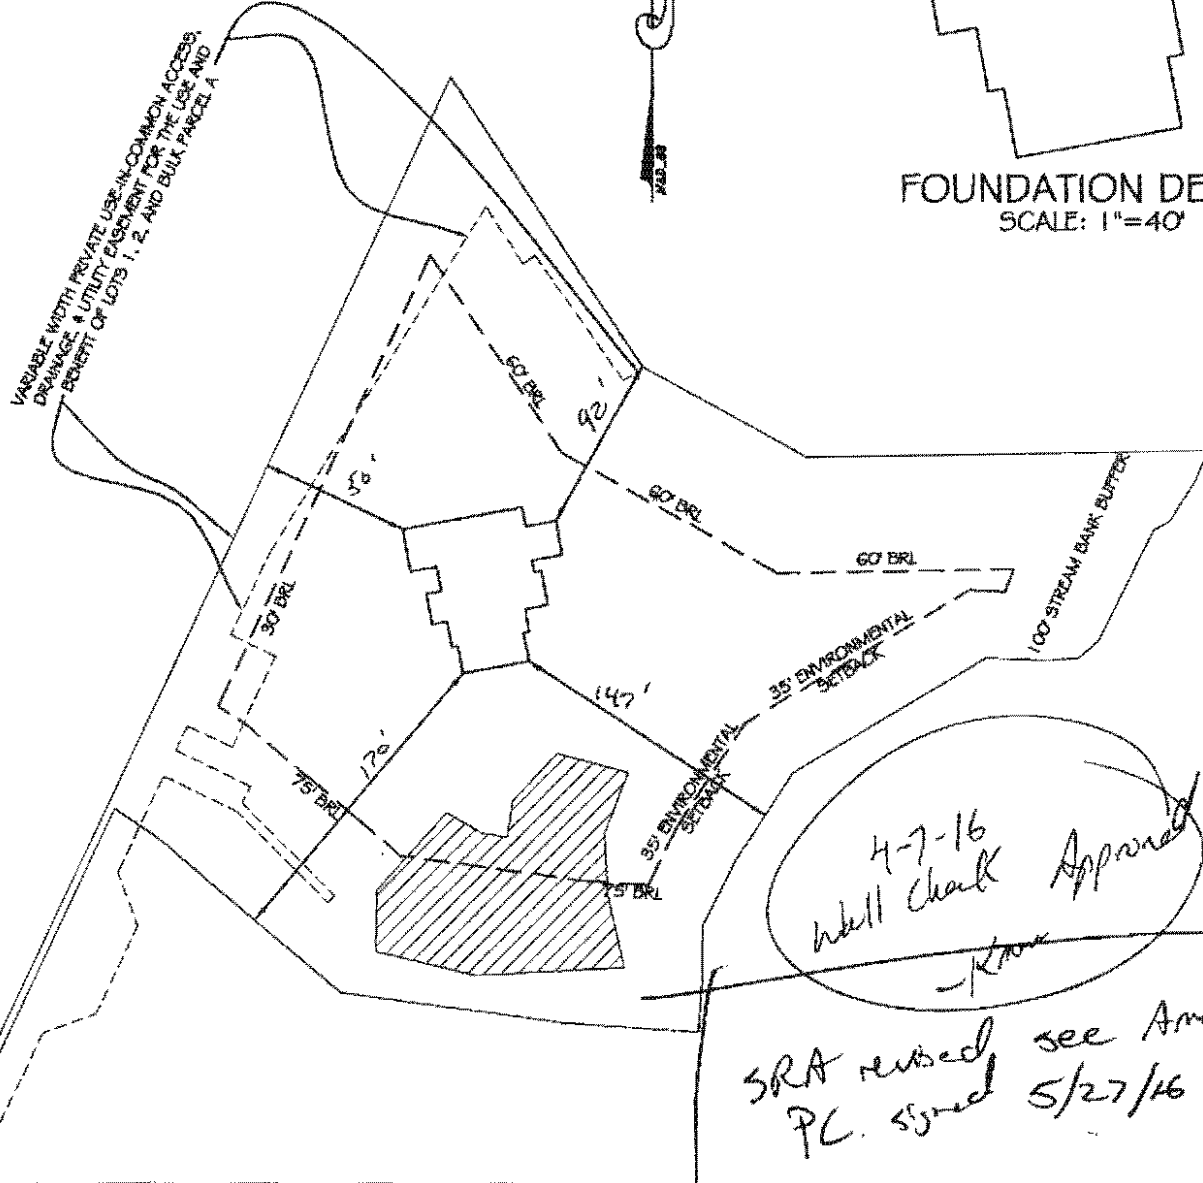 VARIABLE WIDTH PRIVATE USE-IN-COMMON ACCESS,
DRAINAGE, & UTILITY EASEMENT FOR THE USE AND
BENEFIT OF LOTS 1, 2, AND BULK PARCEL A
FOUNDATION DE
SCALE: 1"=40'
60' BRL
92'
50'
60' BRL
60' BRL
100' STREAM BANK BUFFER
30' BRL
35' ENVIRONMENTAL
SETBACK
147'
170'
75' BRL
35' ENVIRONMENTAL
SETBACK
75' BRL
4-7-16
Well Check Approved
SRA revised see Am
PC. signed 5/27/16